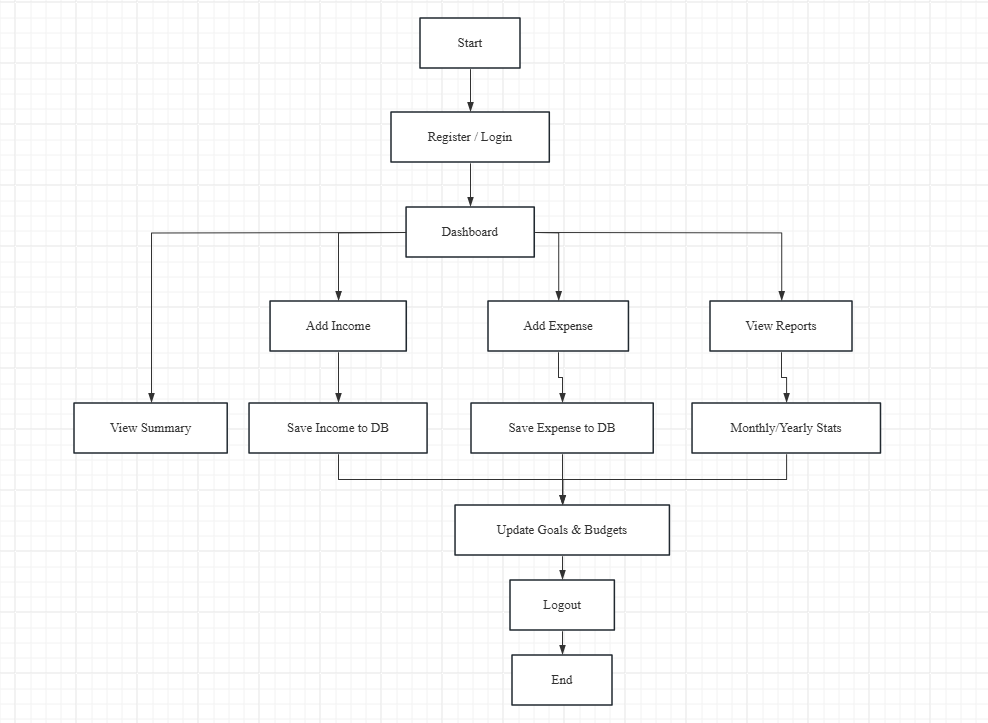 Start
Register / Login
Dashboard
Add Income
Add Expense
View Reports
View Summary
Save Income to DB
Save Expense to DB
Monthly/Yearly Stats
Update Goals & Budgets
Logout
End